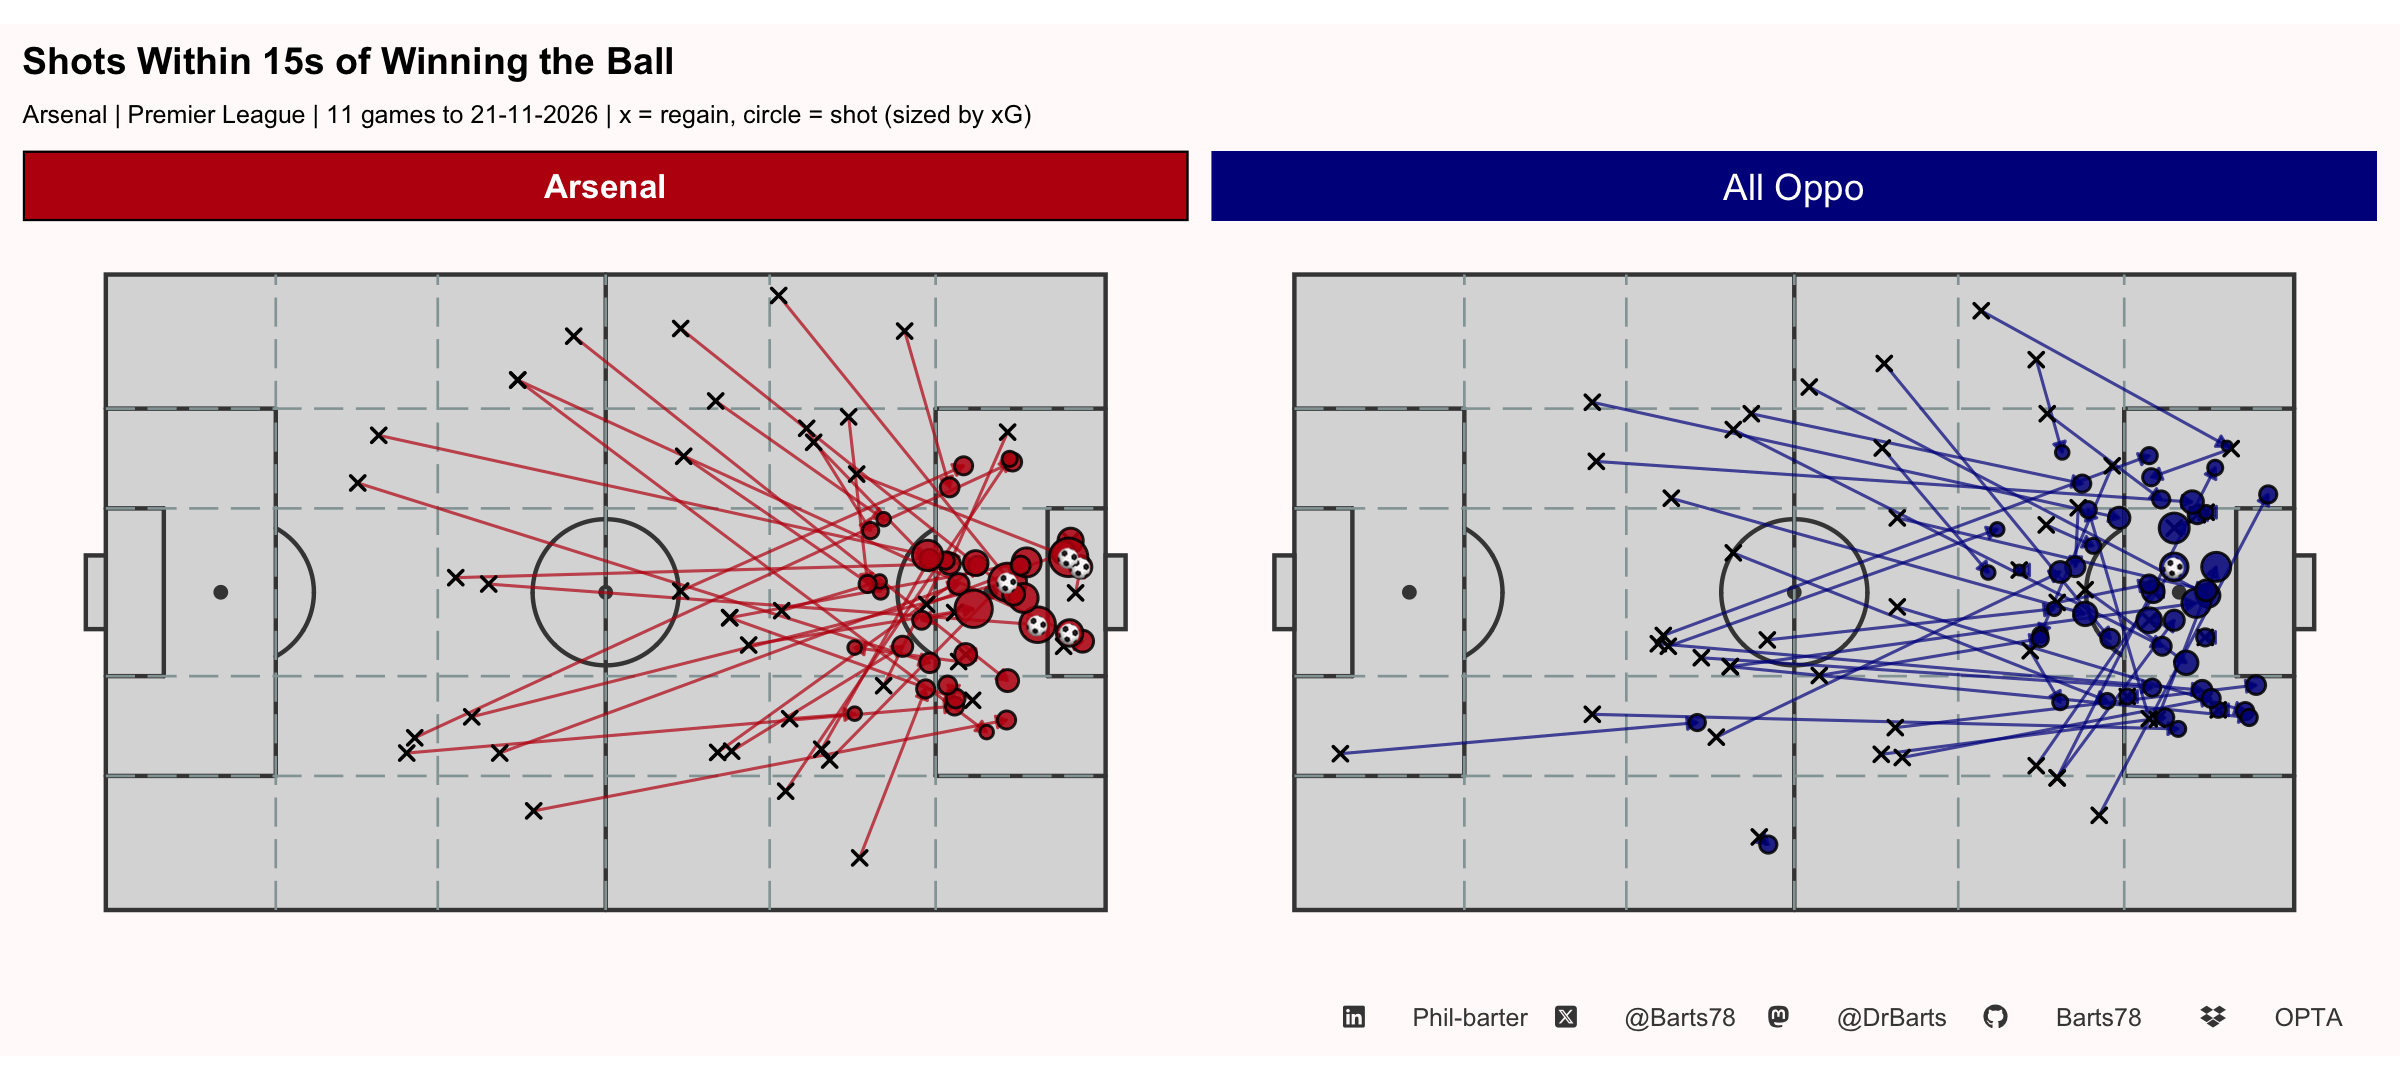 Shots Within 15s of Winning the Ball
Arsenal | Premier League | 11 games to 21-11-2026 | x = regain, circle = shot (sized by xG)
Arsenal
All Oppo
Phil-barter @Barts78 @DrBarts Barts78 OPTA